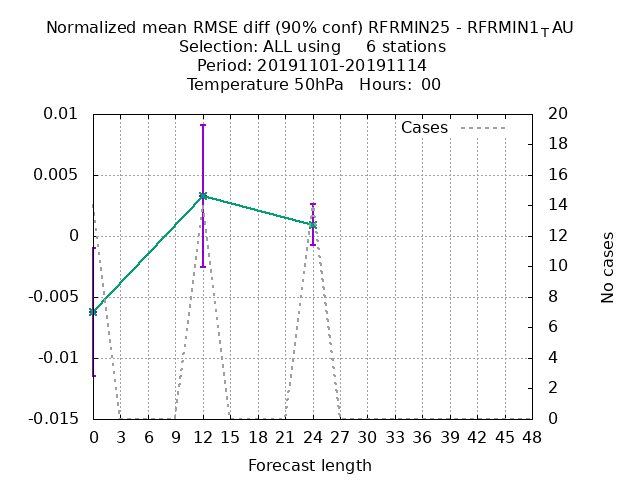 Normalized mean RMSE diff (90% conf) RFRMIN25 - RFRMIN1TAU
Selection: ALL using     6 stations
Period: 20191101-20191114
Temperature 50hPa   Hours:  00
0.01
0.005
0
-0.005
-0.01
-0.015
Cases
20
18
16
14
12
10
8
6
4
2
0
No cases
0 3 6 9 12 15 18 21 24 27 30 33 36 39 42 45 48
Forecast length